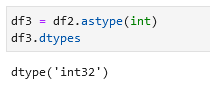 df3 = df2.astype(int)
df3.dtypes
dtype('int32')